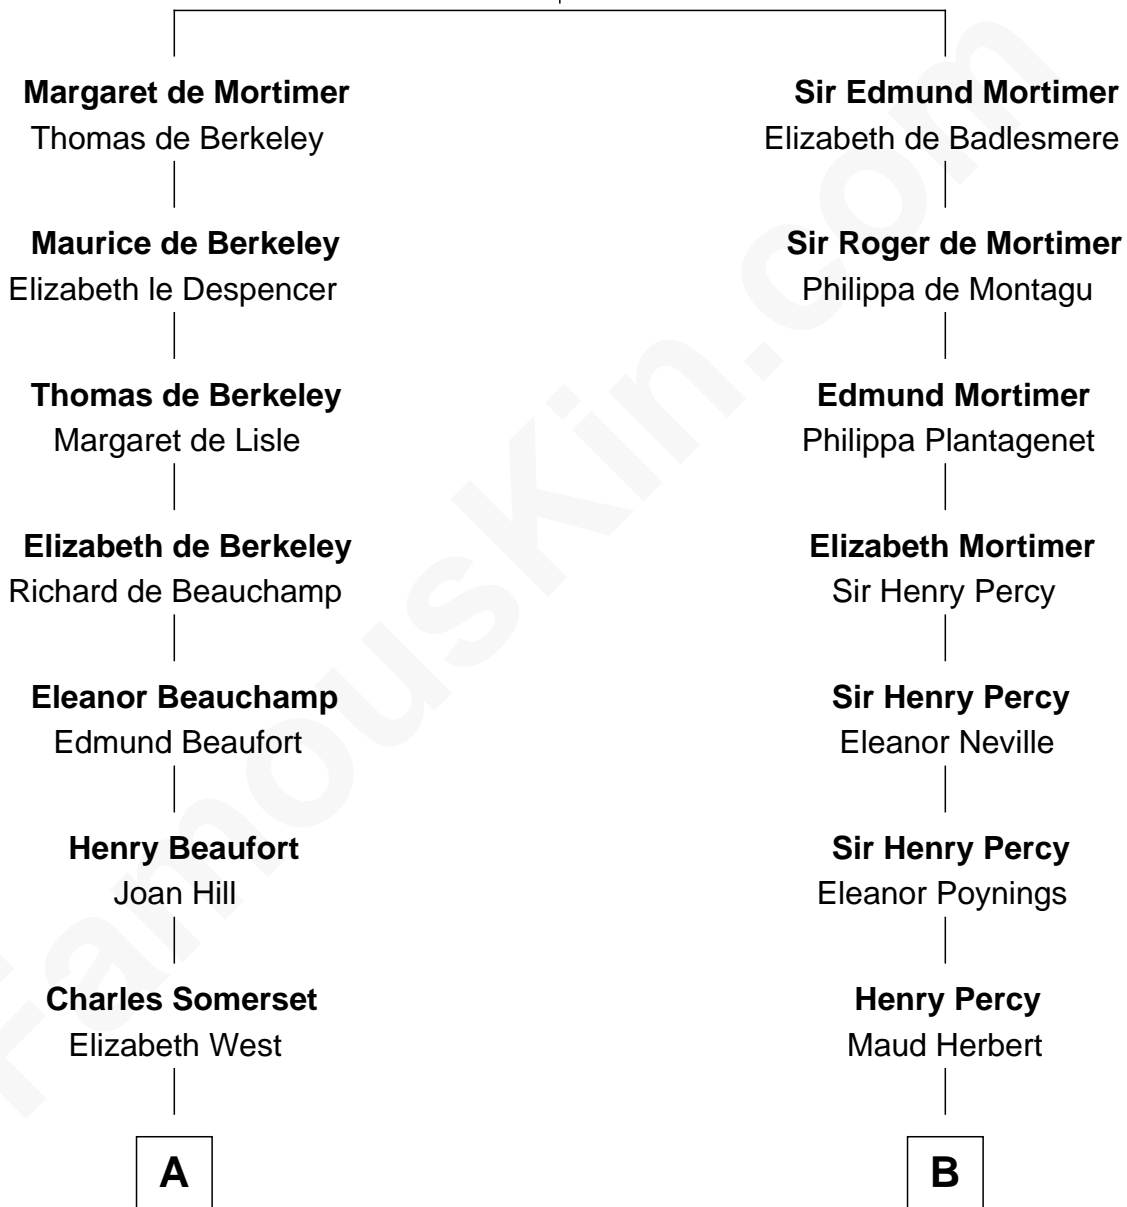 Margaret de Mortimer
Thomas de Berkeley
Sir Edmund Mortimer
Elizabeth de Badlesmere
Maurice de Berkeley
Elizabeth le Despencer
Sir Roger de Mortimer
Philippa de Montagu
Thomas de Berkeley
Margaret de Lisle
Edmund Mortimer
Philippa Plantagenet
Elizabeth de Berkeley
Richard de Beauchamp
Elizabeth Mortimer
Sir Henry Percy
Eleanor Beauchamp
Edmund Beaufort
Sir Henry Percy
Eleanor Neville
Henry Beaufort
Joan Hill
Sir Henry Percy
Eleanor Poynings
Charles Somerset
Elizabeth West
Henry Percy
Maud Herbert
A
B
FamousKin.com